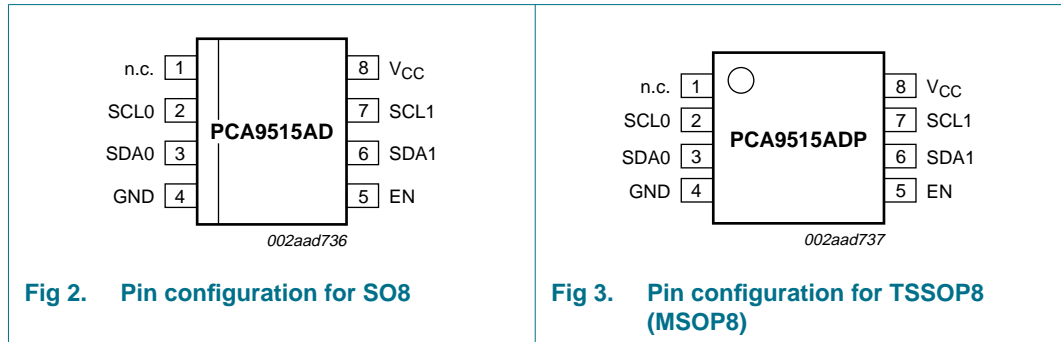 n.c. 1
SCL0 2
SDA0 3
GND 4
PCA9515AD
8 VCC
7 SCL1
6 SDA1
5 EN
002aad736
Fig 2. Pin configuration for SO8
n.c. 1
SCL0 2
SDA0 3
GND 4
PCA9515ADP
8 VCC
7 SCL1
6 SDA1
5 EN
002aad737
Fig 3. Pin configuration for TSSOP8
(MSOP8)